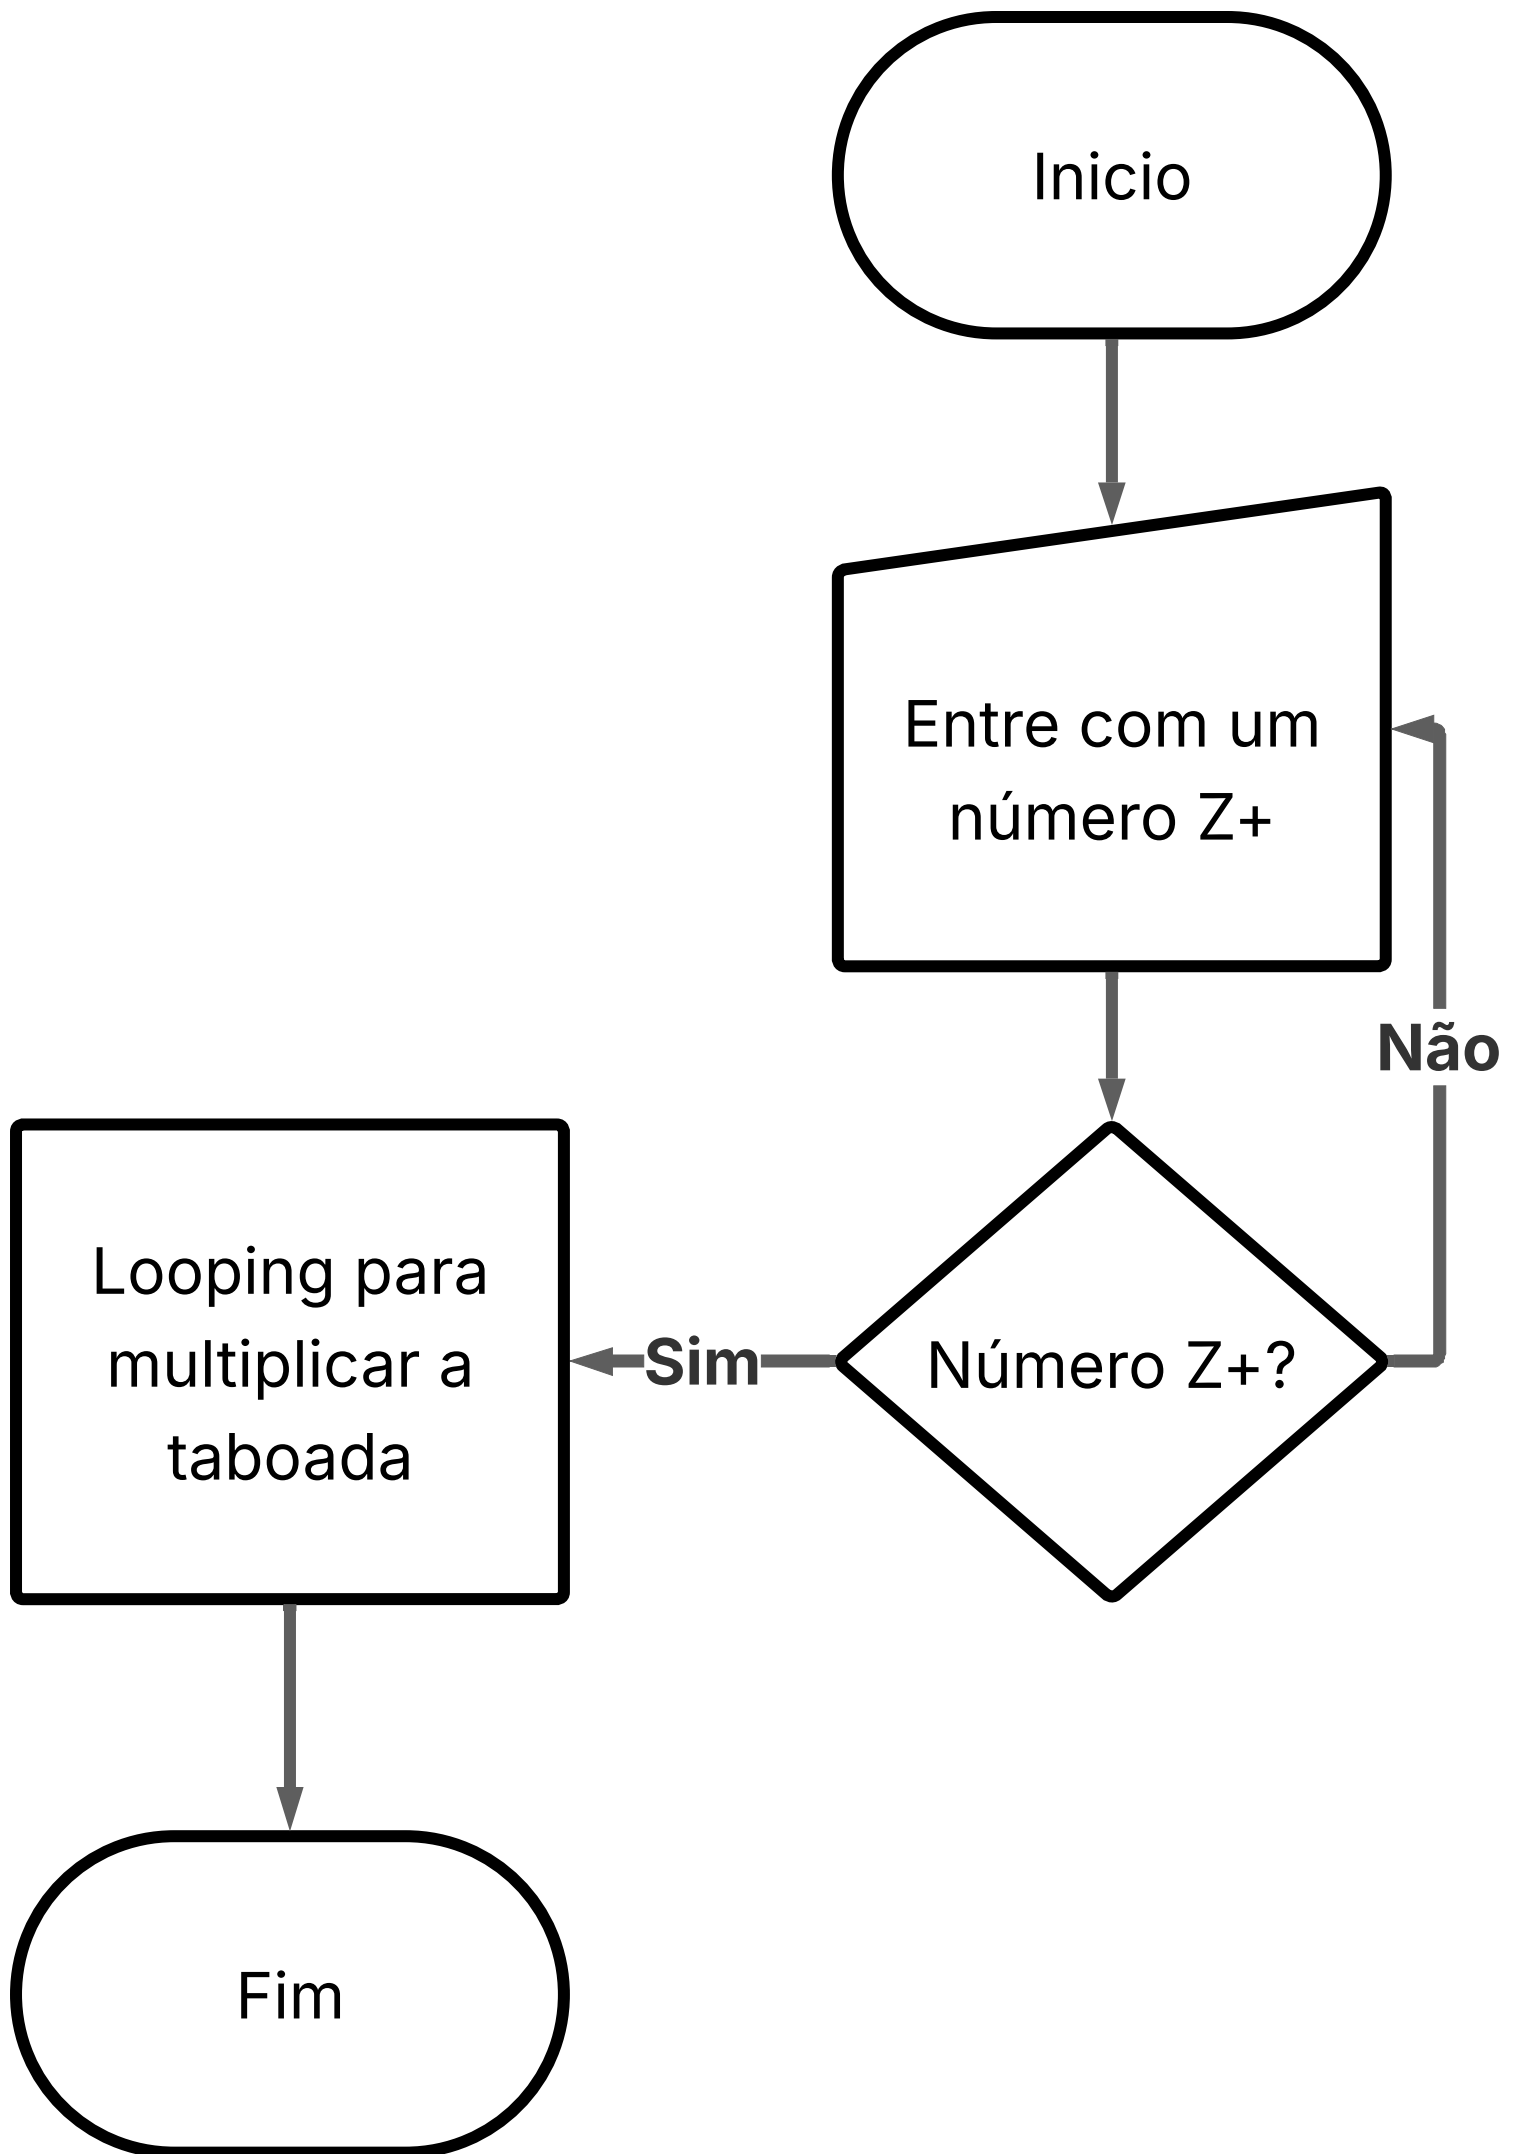 Inicio
Entre com um
número Z+
Não
Número Z+?
Sim
Looping para
multiplicar a
taboada
Fim